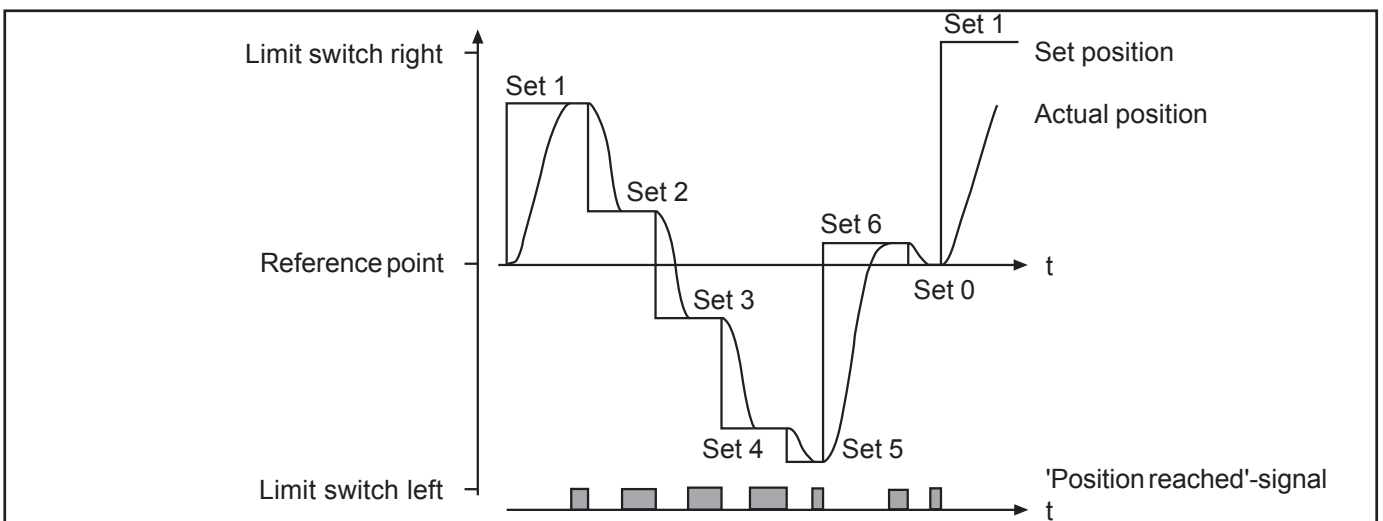 Set 1
Limit switch right
Set position
Set 1
Actual position
Set 2
Set 6
Reference point
t
Set 0
Set 3
Set 4
Set 5
'Position reached'-signal
Limit switch left
t